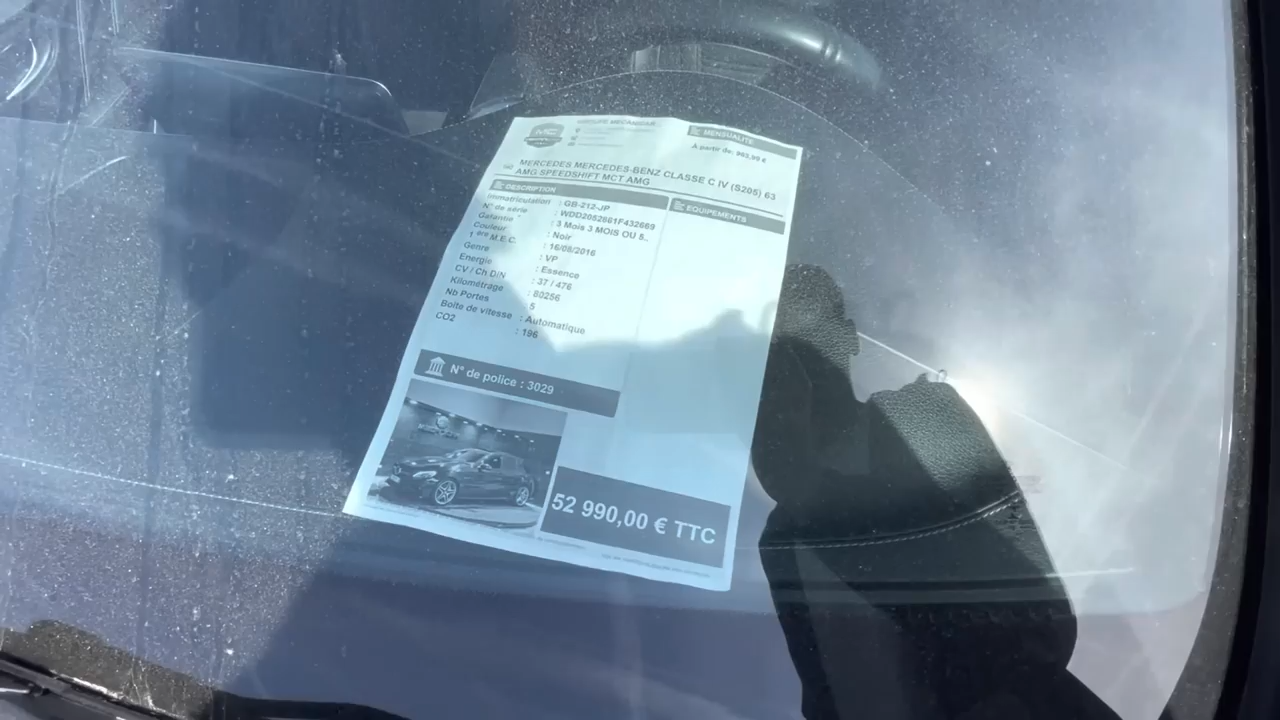 GROUPE MECANICAR
MENSUALITÉ
À partir de: 993,99 €
MERCEDES MERCEDES-BENZ CLASSE C IV (S205) 63
AMG SPEEDSHIFT MCT AMG
DESCRIPTION
EQUIPEMENTS
Immatriculation : GB-212-JP
N° de série : WDD2052861F432669
Garantie : 3 Mois 3 MOIS OU 5..
Couleur : Noir
1 ère M.E.C. : 16/08/2016
Genre : VP
Energie : Essence
CV / Ch DIN : 37 / 476
Kilométrage : 80256
Nb Portes : 5
Boite de vitesse : Automatique
CO2 : 196
N° de police : 3029
52 990,00 € TTC